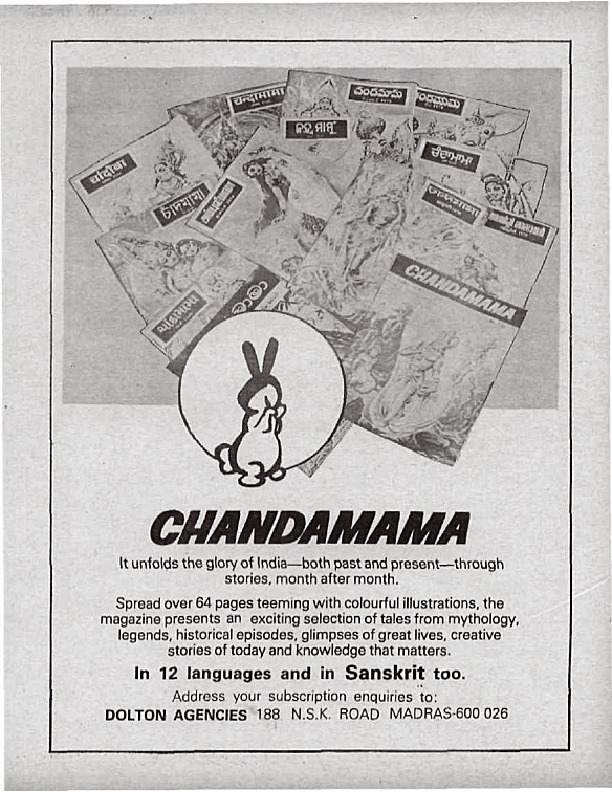 చందమామ
CHANDAMAMA
CHANDAMAMA
It unfolds the glory of India—both past and present—through
stories, month after month.
Spread over 64 pages teeming with colourful illustrations, the
magazine presents an exciting selection of tales from mythology,
legends, historical episodes, glimpses of great lives, creative
stories of today and knowledge that matters.
In 12 languages and in Sanskrit too.
Address your subscription enquiries to:
DOLTON AGENCIES 188 N.S.K. ROAD MADRAS-600 026